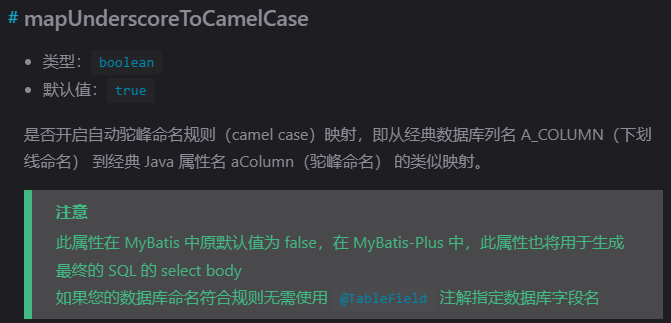 # mapUnderscoreToCamelCase
• 类型：boolean
• 默认值：true
是否开启自动驼峰命名规则（camel case）映射，即从经典数据库列名 A_COLUMN（下划
线命名） 到经典 Java 属性名 aColumn（驼峰命名） 的类似映射。
注意
此属性在 MyBatis 中原默认值为 false，在 MyBatis-Plus 中，此属性也将用于生成
最终的 SQL 的 select body
如果您的数据库命名符合规则无需使用 @TableField 注解指定数据库字段名